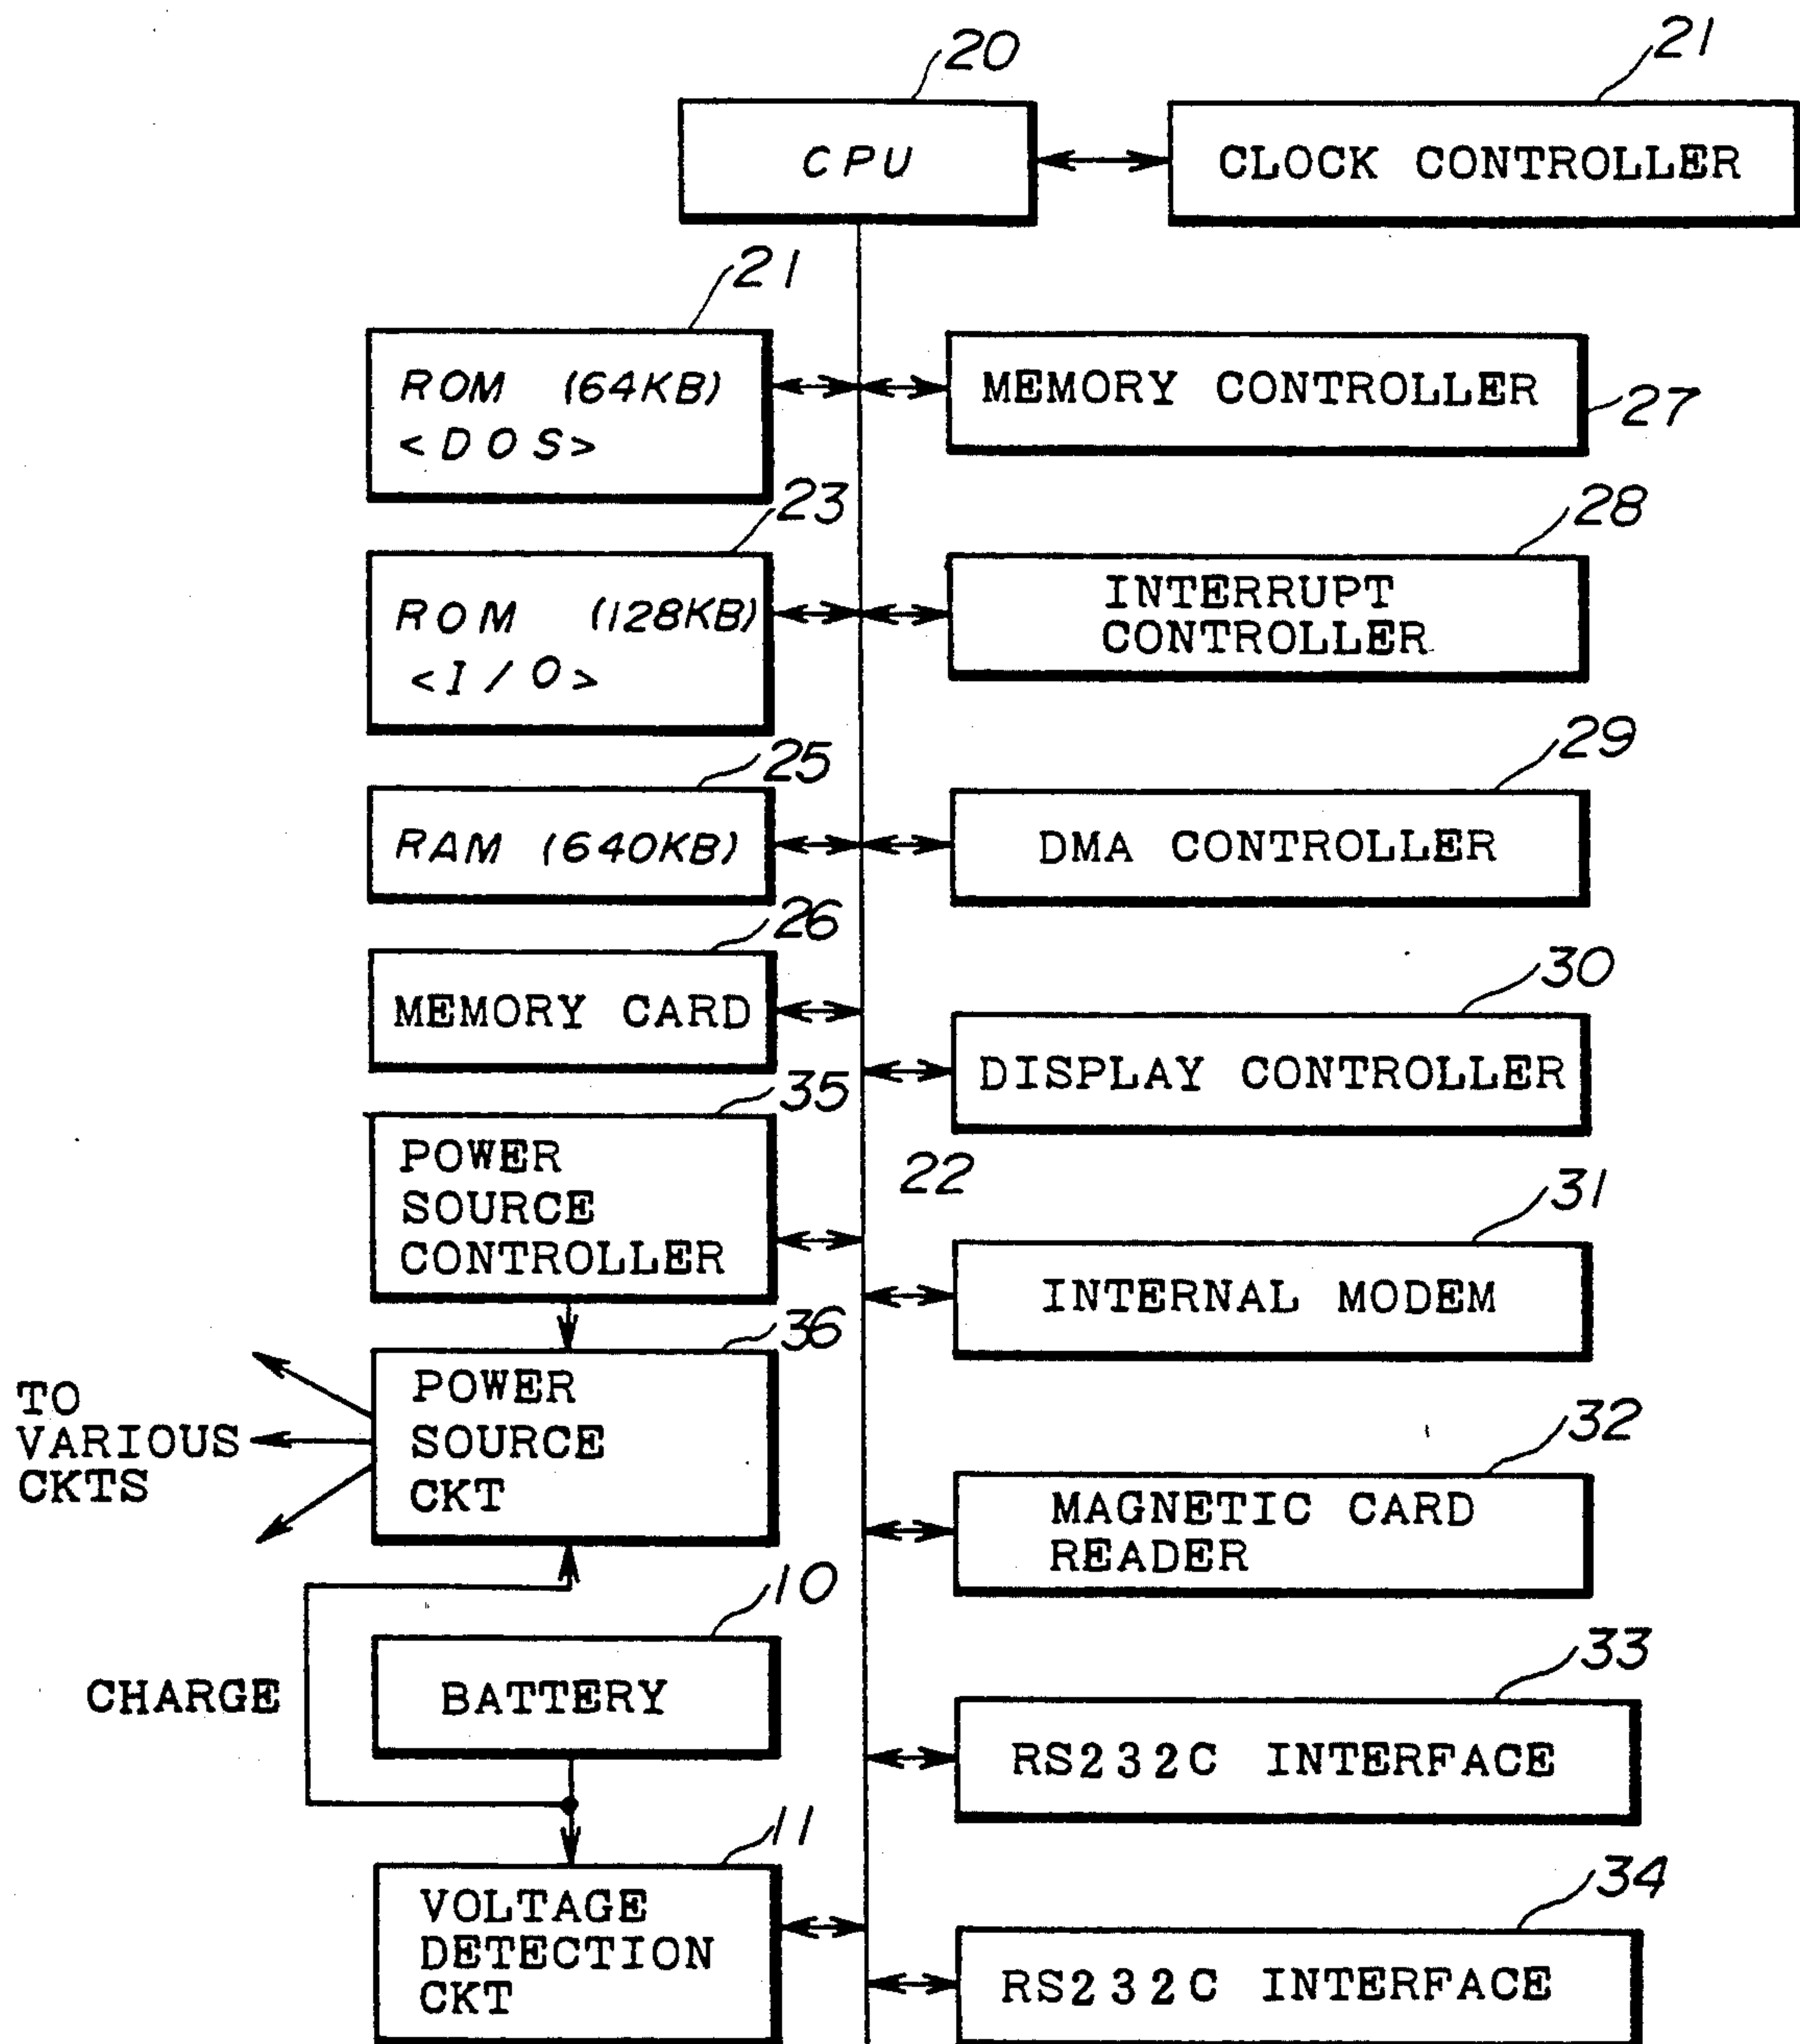 20
21
CPU
CLOCK CONTROLLER
21
ROM (64KB)
<DOS>
MEMORY CONTROLLER
27
23
28
ROM (128KB)
<I/O>
INTERRUPT
CONTROLLER
25
29
RAM (640KB)
DMA CONTROLLER
26
30
MEMORY CARD
DISPLAY CONTROLLER
35
POWER
SOURCE
CONTROLLER
22
31
INTERNAL MODEM
36
POWER
SOURCE
CKT
TO
VARIOUS
CKTS
32
MAGNETIC CARD
READER
10
33
CHARGE
BATTERY
RS232C INTERFACE
11
34
VOLTAGE
DETECTION
CKT
RS232C INTERFACE